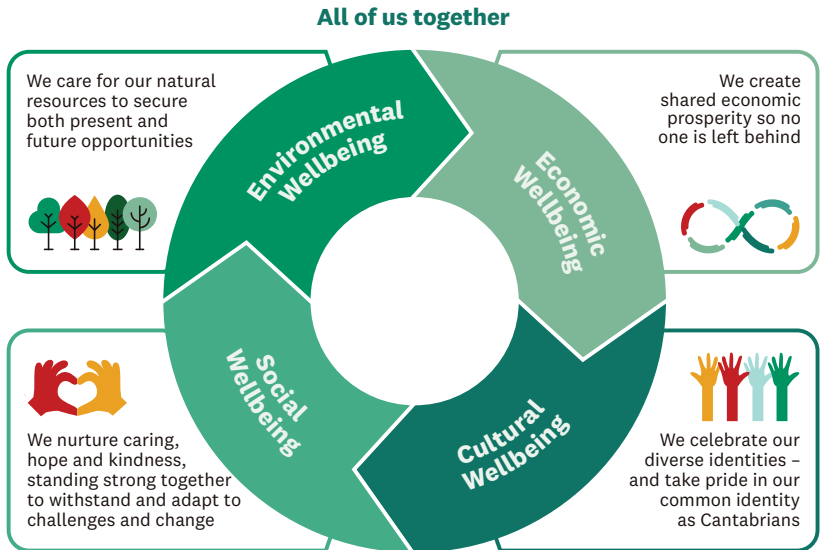 All of us together
We care for our natural
resources to secure
both present and
future opportunities
Environmental
Wellbeing
Economic
Wellbeing
We create
shared economic
prosperity so no
one is left behind
Social
Wellbeing
We nurture caring,
hope and kindness,
standing strong together
to withstand and adapt to
challenges and change
Cultural
Wellbeing
We celebrate our
diverse identities –
and take pride in our
common identity
as Cantabrians